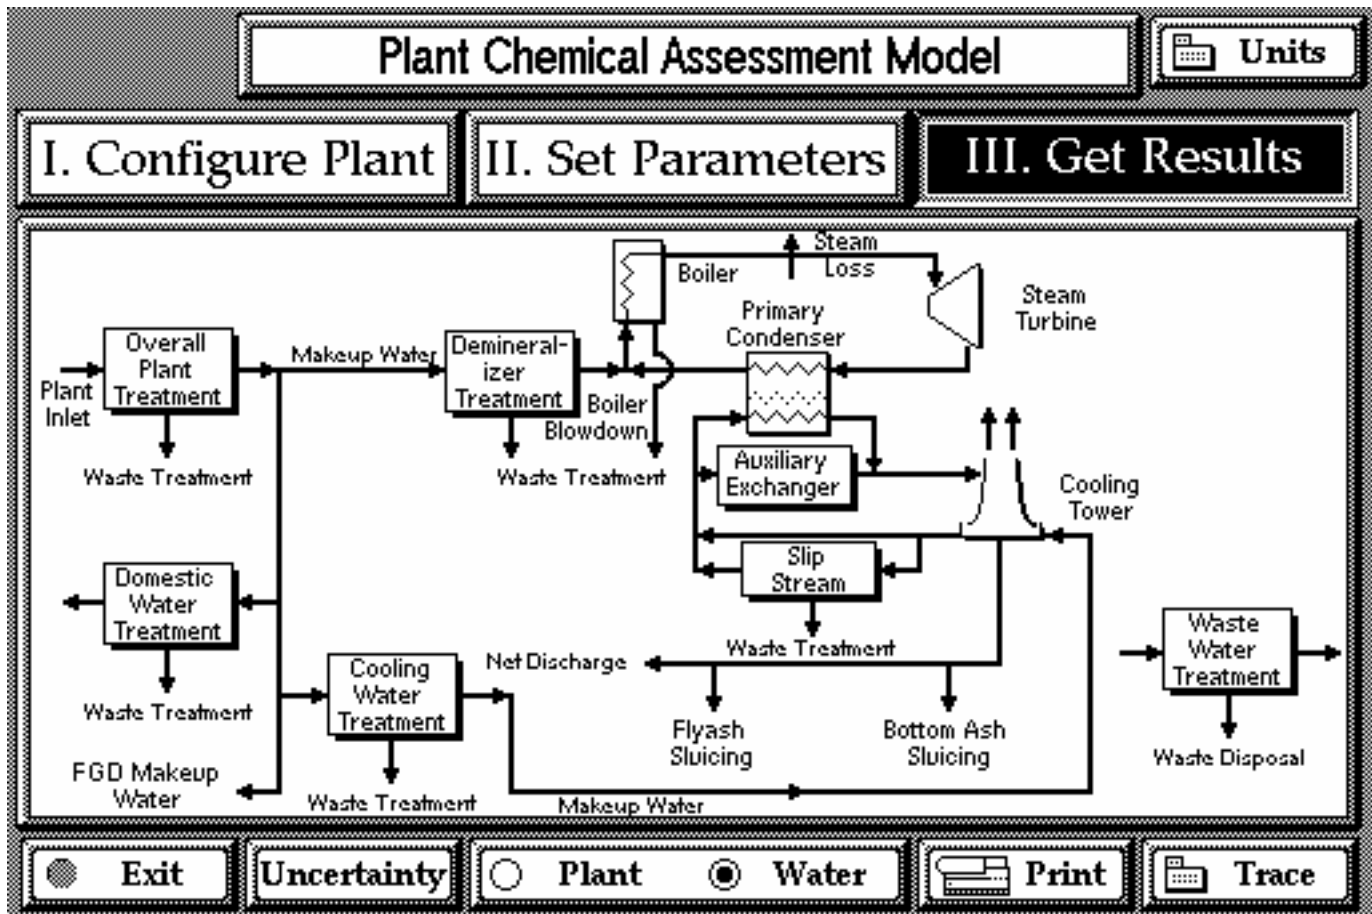 Plant Chemical Assessment Model
Units
I. Configure Plant
II. Set Parameters
III. Get Results
Steam
Loss
Boiler
Steam
Turbine
Primary
Condenser
Overall
Plant
Treatment
Makeup Water
Demineral-
izer
Treatment
Plant
Inlet
Boiler
Blowdown
Waste Treatment
Waste Treatment
Auxiliary
Exchanger
Cooling
Tower
Slip
Stream
Domestic
Water
Treatment
Waste Treatment
Net Discharge
Waste
Water
Treatment
Cooling
Water
Treatment
Waste Treatment
Flyash
Sluicing
Bottom Ash
Sluicing
Waste Disposal
FGD Makeup
Water
Waste Treatment
Makeup Water
Exit
Uncertainty
Plant
Water
Print
Trace